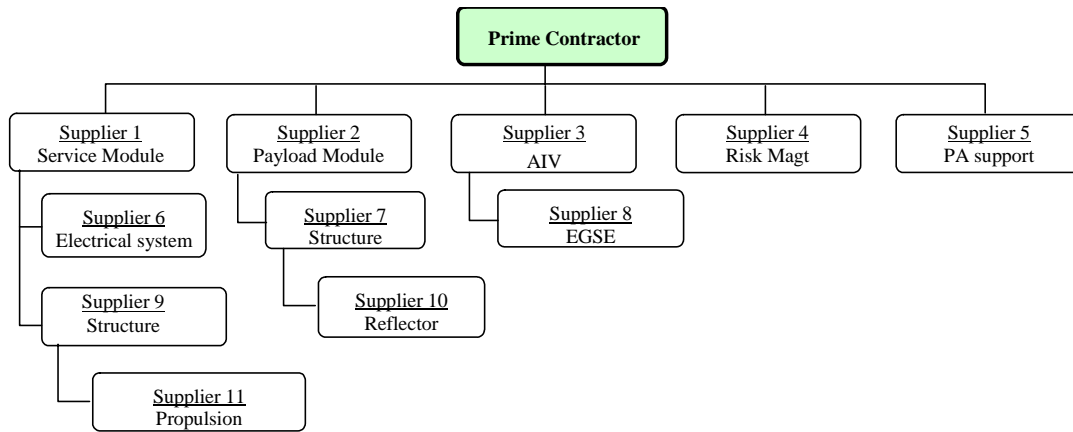 Prime Contractor
Supplier 1
Service Module
Supplier 2
Payload Module
Supplier 3
AIV
Supplier 4
Risk Magt
Supplier 5
PA support
Supplier 6
Electrical system
Supplier 7
Structure
Supplier 8
EGSE
Supplier 9
Structure
Supplier 10
Reflector
Supplier 11
Propulsion